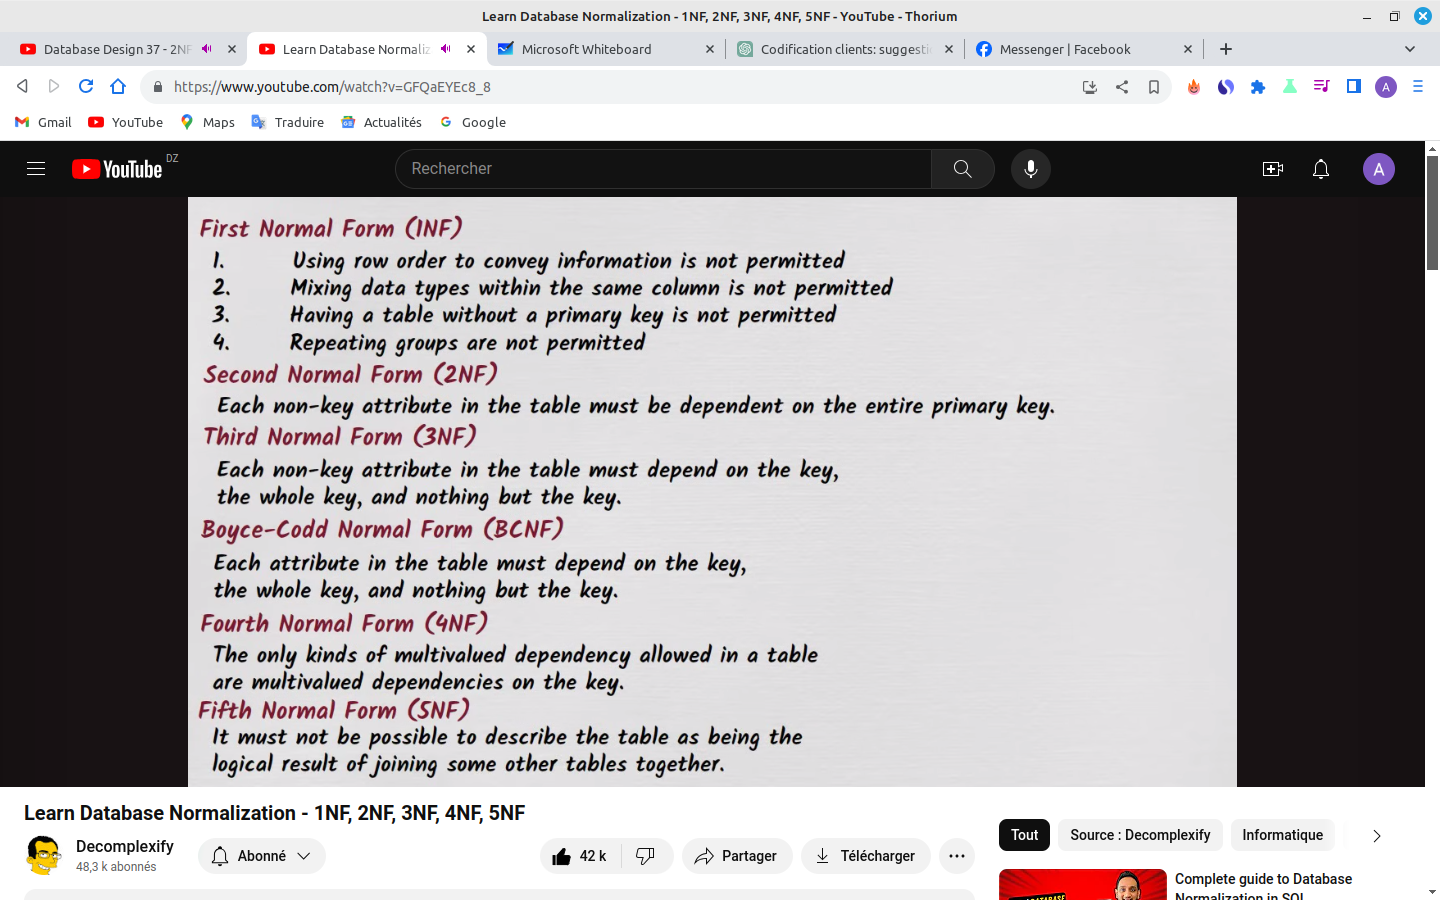 Learn Database Normalization - 1NF, 2NF, 3NF, 4NF, 5NF - YouTube - Thorium
Database Design 37 - 2NF
Learn Database Normaliz
Microsoft Whiteboard
Codification clients: suggesti
Messenger | Facebook
https://www.youtube.com/watch?v=GFQaEYEc8_8
A
Gmail
YouTube
Maps
Traduire
Actualités
Google
YouTube DZ
Rechercher
A
First Normal Form (1NF)
1. Using row order to convey information is not permitted
2. Mixing data types within the same column is not permitted
3. Having a table without a primary key is not permitted
4. Repeating groups are not permitted
Second Normal Form (2NF)
Each non-key attribute in the table must be dependent on the entire primary key.
Third Normal Form (3NF)
Each non-key attribute in the table must depend on the key,
the whole key, and nothing but the key.
Boyce-Codd Normal Form (BCNF)
Each attribute in the table must depend on the key,
the whole key, and nothing but the key.
Fourth Normal Form (4NF)
The only kinds of multivalued dependency allowed in a table
are multivalued dependencies on the key.
Fifth Normal Form (5NF)
It must not be possible to describe the table as being the
logical result of joining some other tables together.
Learn Database Normalization - 1NF, 2NF, 3NF, 4NF, 5NF
Decomplexify
48,3 k abonnés
Abonné
42 k
Partager
Télécharger
Tout
Source : Decomplexify
Informatique
Complete guide to Database
Normalization in SQL